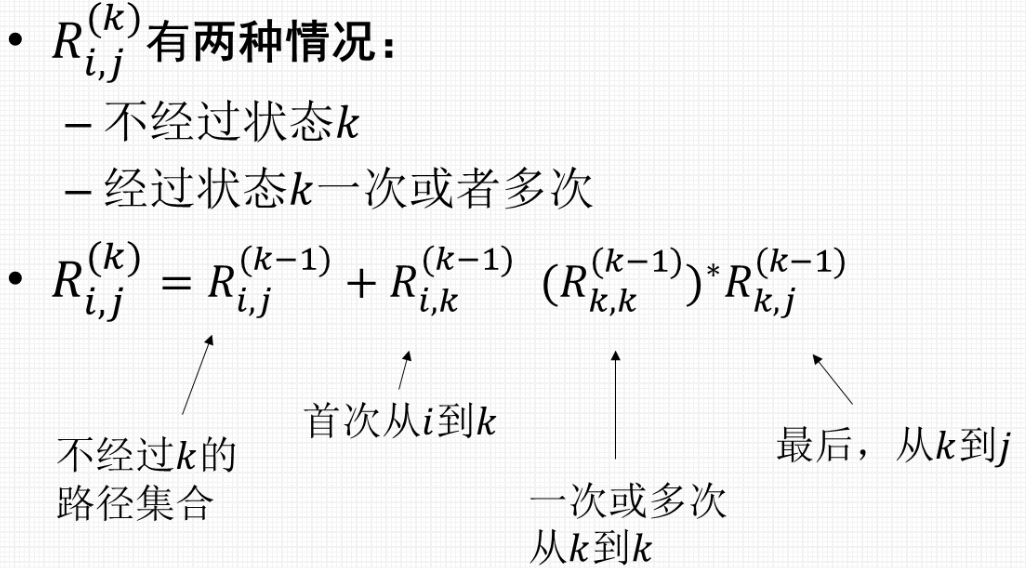 • $R_{i,j}^{(k)}$有两种情况：
– 不经过状态$k$
– 经过状态$k$一次或者多次
• $R_{i,j}^{(k)} = R_{i,j}^{(k-1)} + R_{i,k}^{(k-1)} (R_{k,k}^{(k-1)})^* R_{k,j}^{(k-1)}$
不经过$k$的
路径集合
首次从$i$到$k$
一次或多次
从$k$到$k$
最后，从$k$到$j$